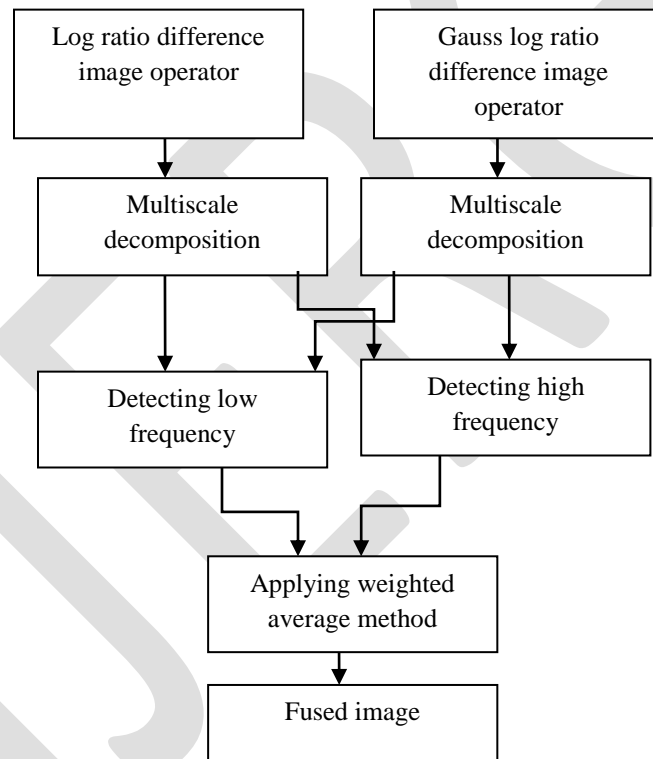 Log ratio difference
image operator
Gauss log ratio
difference image
operator
Multiscale
decomposition
Multiscale
decomposition
Detecting low
frequency
Detecting high
frequency
Applying weighted
average method
Fused image